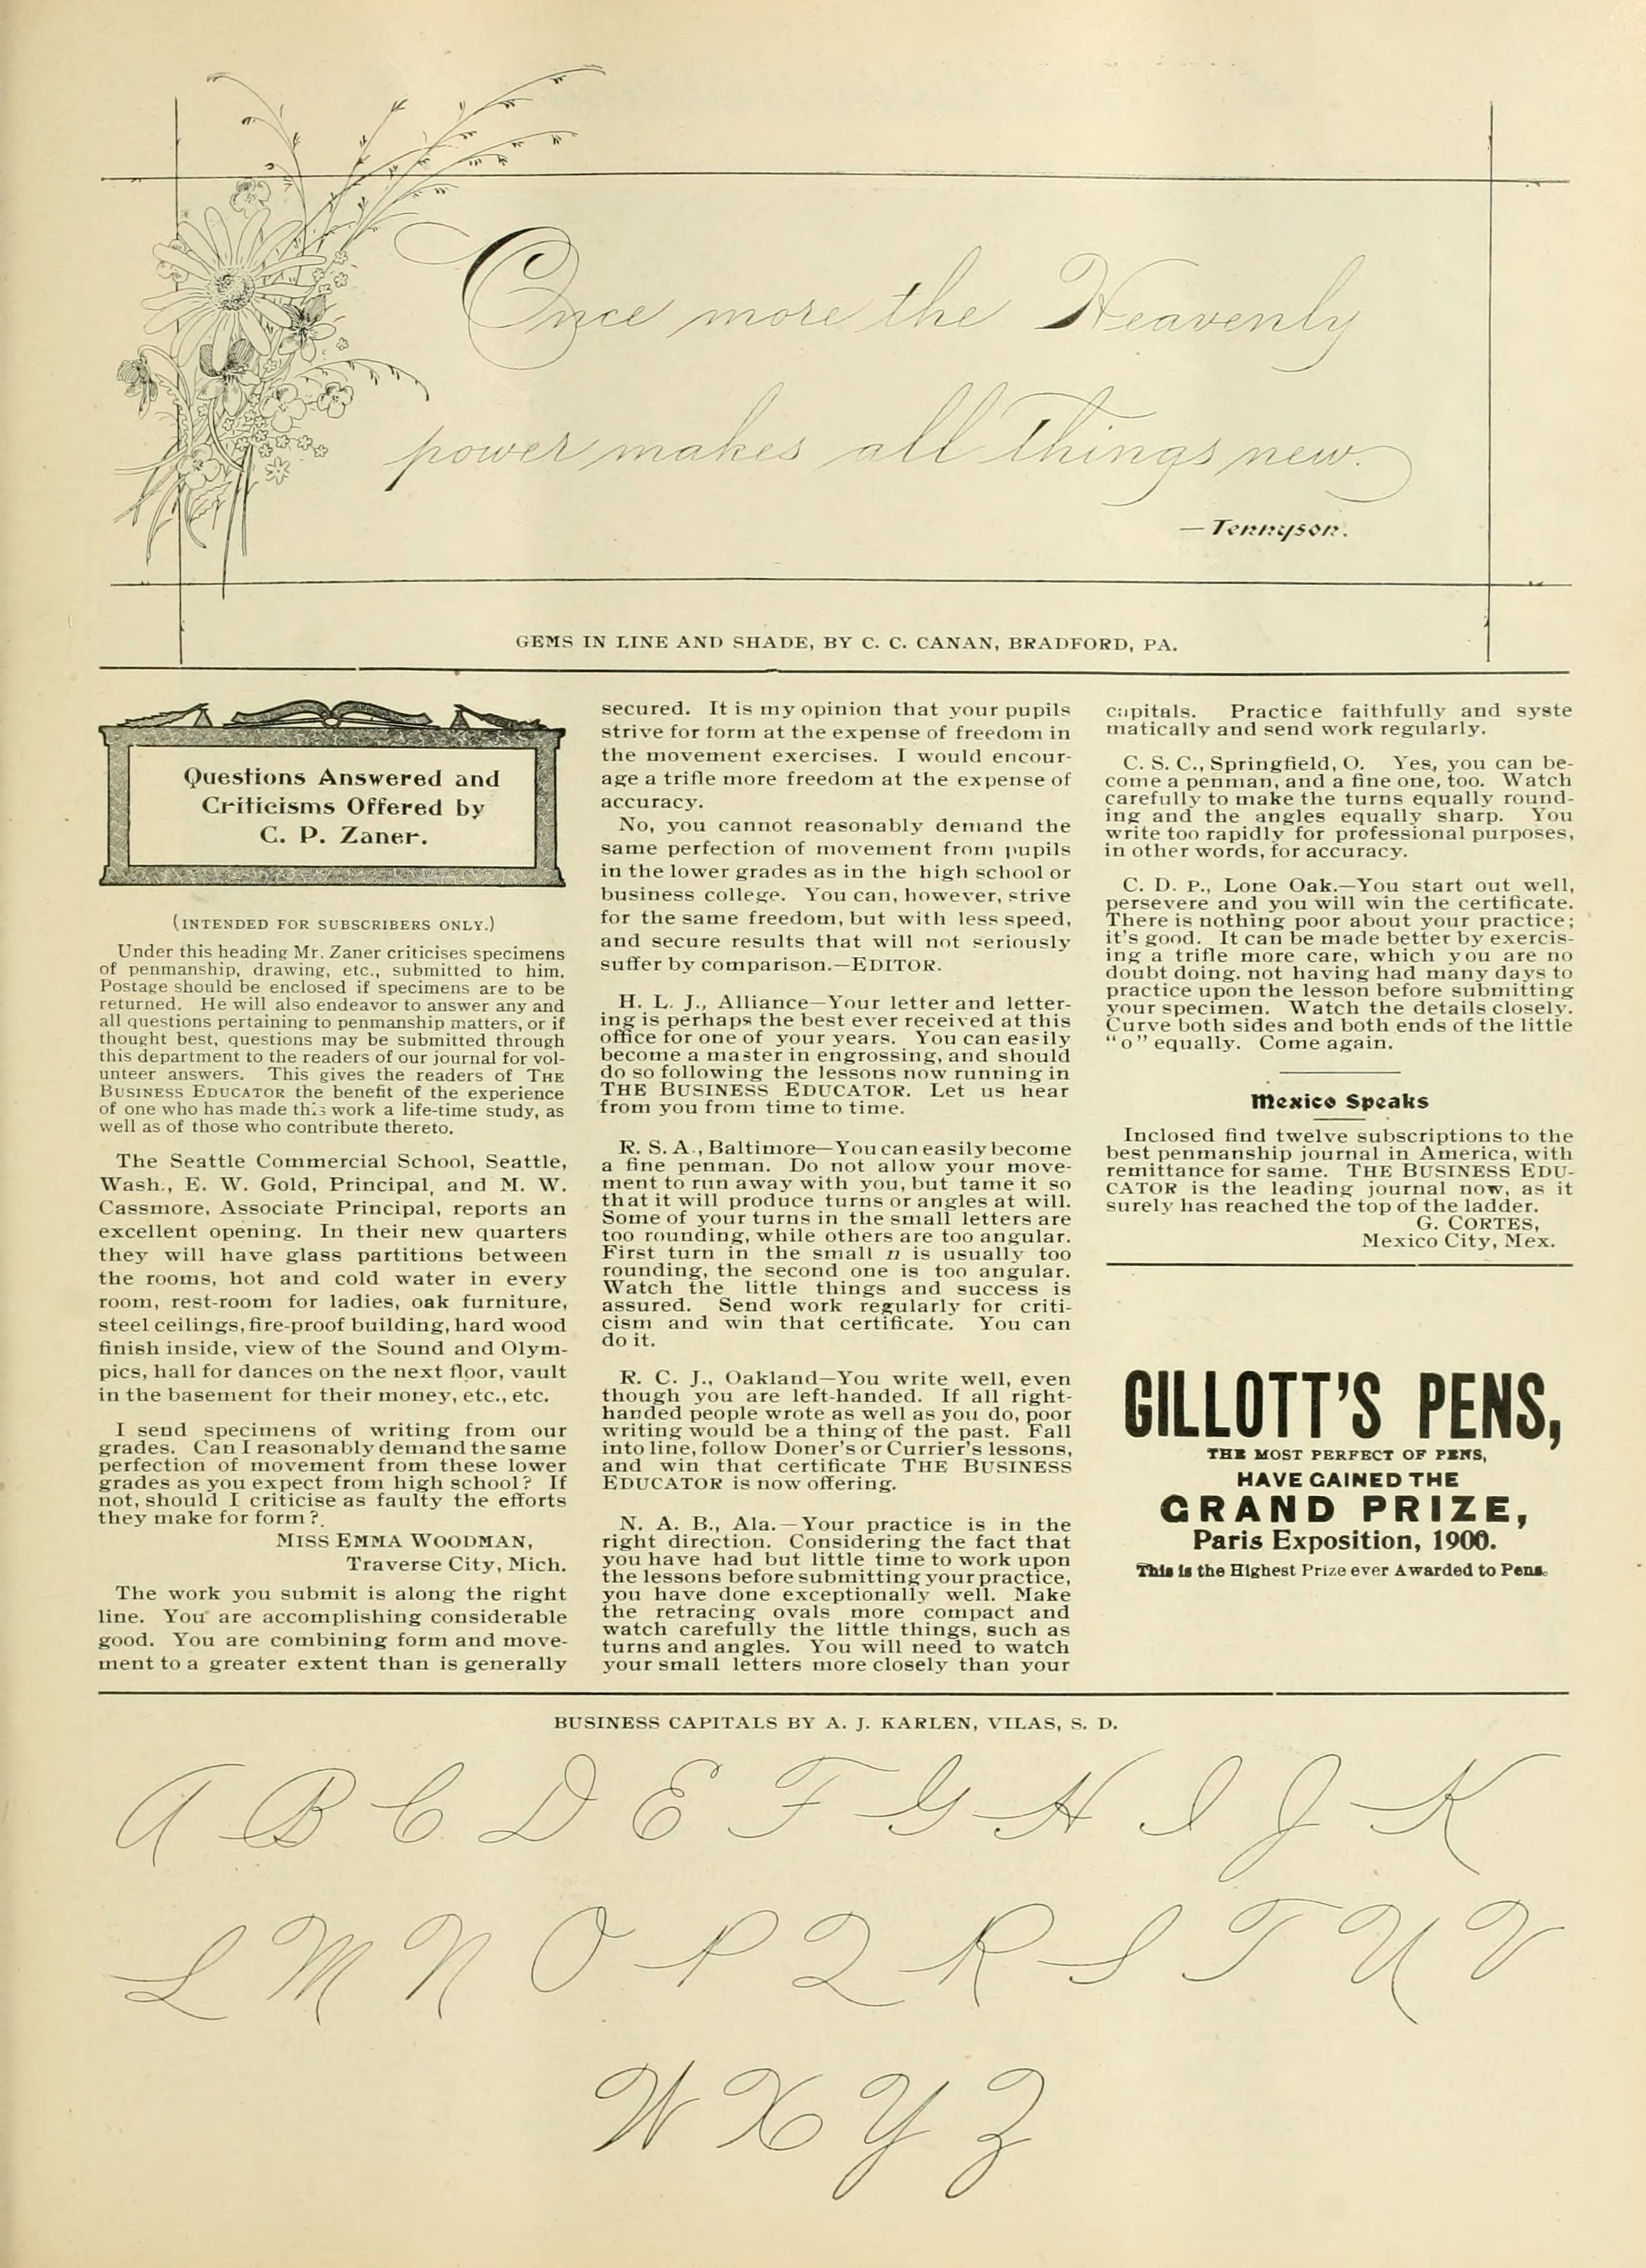 Once more the Heavenly
power makes all things new.
—Tennyson.
GEMS IN LINE AND SHADE, BY C. C. CANAN, BRADFORD, PA.
Questions Answered and
Criticisms Offered by
C. P. Zaner.
(INTENDED FOR SUBSCRIBERS ONLY.)
Under this heading Mr. Zaner criticises specimens
of penmanship, drawing, etc., submitted to him.
Postage should be enclosed if specimens are to be
returned. He will also endeavor to answer any and
all questions pertaining to penmanship matters, or if
thought best, questions may be submitted through
this department to the readers of our journal for vol-
unteer answers. This gives the readers of THE
BUSINESS EDUCATOR the benefit of the experience
of one who has made this work a life-time study, as
well as of those who contribute thereto.
The Seattle Commercial School, Seattle,
Wash., E. W. Gold, Principal, and M. W.
Cassmore, Associate Principal, reports an
excellent opening. In their new quarters
they will have glass partitions between
the rooms, hot and cold water in every
room, rest-room for ladies, oak furniture,
steel ceilings, fire-proof building, hard wood
finish inside, view of the Sound and Olym-
pics, hall for dances on the next floor, vault
in the basement for their money, etc., etc.
I send specimens of writing from our
grades. Can I reasonably demand the same
perfection of movement from these lower
grades as you expect from high school? If
not, should I criticise as faulty the efforts
they make for form?
MISS EMMA WOODMAN,
Traverse City, Mich.
The work you submit is along the right
line. You are accomplishing considerable
good. You are combining form and move-
ment to a greater extent than is generally
secured. It is my opinion that your pupils
strive for form at the expense of freedom in
the movement exercises. I would encour-
age a trifle more freedom at the expense of
accuracy.
No, you cannot reasonably demand the
same perfection of movement from pupils
in the lower grades as in the high school or
business college. You can, however, strive
for the same freedom, but with less speed,
and secure results that will not seriously
suffer by comparison.—EDITOR.
H. L. J., Alliance—Your letter and letter-
ing is perhaps the best ever received at this
office for one of your years. You can easily
become a master in engrossing, and should
do so following the lessons now running in
THE BUSINESS EDUCATOR. Let us hear
from you from time to time.
R. S. A., Baltimore—You can easily become
a fine penman. Do not allow your move-
ment to run away with you, but tame it so
that it will produce turns or angles at will.
Some of your turns in the small letters are
too rounding, while others are too angular.
First turn in the small n is usually too
rounding, the second one is too angular.
Watch the little things and success is
assured. Send work regularly for criti-
cism and win that certificate. You can
do it.
R. C. J., Oakland—You write well, even
though you are left-handed. If all right-
handed people wrote as well as you do, poor
writing would be a thing of the past. Fall
into line, follow Doner's or Currier's lessons,
and win that certificate THE BUSINESS
EDUCATOR is now offering.
N. A. B., Ala.—Your practice is in the
right direction. Considering the fact that
you have had but little time to work upon
the lessons before submitting your practice,
you have done exceptionally well. Make
the retracing ovals more compact and
watch carefully the little things, such as
turns and angles. You will need to watch
your small letters more closely than your
capitals. Practice faithfully and syste
matically and send work regularly.
C. S. C., Springfield, O. Yes, you can be-
come a penman, and a fine one, too. Watch
carefully to make the turns equally round-
ing and the angles equally sharp. You
write too rapidly for professional purposes,
in other words, for accuracy.
C. D. P., Lone Oak.—You start out well,
persevere and you will win the certificate.
There is nothing poor about your practice;
it's good. It can be made better by exercis-
ing a trifle more care, which you are no
doubt doing. not having had many days to
practice upon the lesson before submitting
your specimen. Watch the details closely.
Curve both sides and both ends of the little
"o" equally. Come again.
Mexico Speaks
Inclosed find twelve subscriptions to the
best penmanship journal in America, with
remittance for same. THE BUSINESS EDU-
CATOR is the leading journal now, as it
surely has reached the top of the ladder.
G. CORTES,
Mexico City, Mex.
GILLOTT'S PENS,
THE MOST PERFECT OF PENS,
HAVE GAINED THE
GRAND PRIZE,
Paris Exposition, 1900.
This is the Highest Prize ever Awarded to Pens.
BUSINESS CAPITALS BY A. J. KARLEN, VILAS, S. D.
A B C D E F G H I J K
L M N O P Q R S T U V
W X Y Z